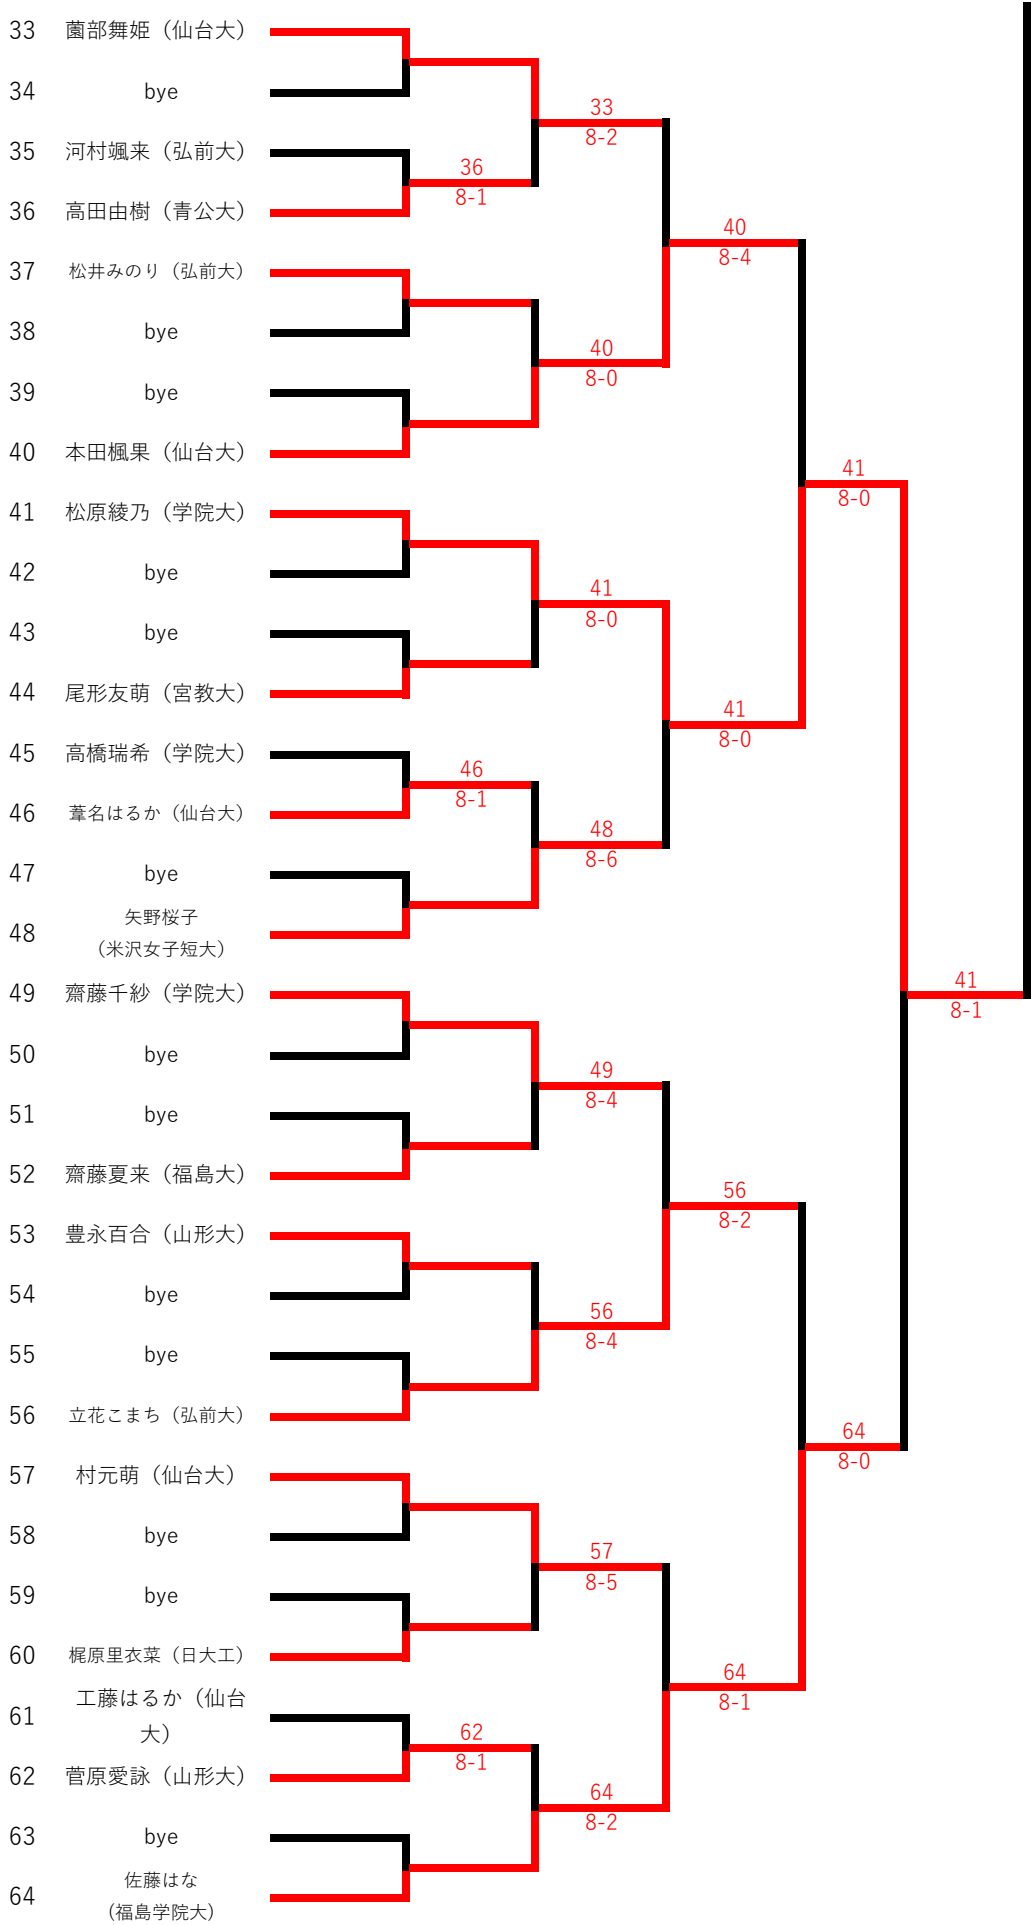 33 薗部舞姫（仙台大）
34 bye
33
8-2
35 河村颯来（弘前大）
36
8-1
36 高田由樹（青公大）
40
8-4
37 松井みのり（弘前大）
38 bye
40
8-0
39 bye
40 本田楓果（仙台大）
41
8-0
41 松原綾乃（学院大）
42 bye
41
8-0
43 bye
44 尾形友萌（宮教大）
41
8-0
45 高橋瑞希（学院大）
46
8-1
46 葦名はるか（仙台大）
48
8-6
47 bye
48 矢野桜子
（米沢女子短大）
49 齋藤千紗（学院大）
41
8-1
50 bye
49
8-4
51 bye
52 齋藤夏来（福島大）
56
8-2
53 豊永百合（山形大）
54 bye
56
8-4
55 bye
56 立花こまち（弘前大）
64
8-0
57 村元萌（仙台大）
58 bye
57
8-5
59 bye
60 梶原里衣菜（日大工）
64
8-1
61 工藤はるか（仙台
大）
62
8-1
62 菅原愛詠（山形大）
64
8-2
63 bye
64 佐藤はな
（福島学院大）